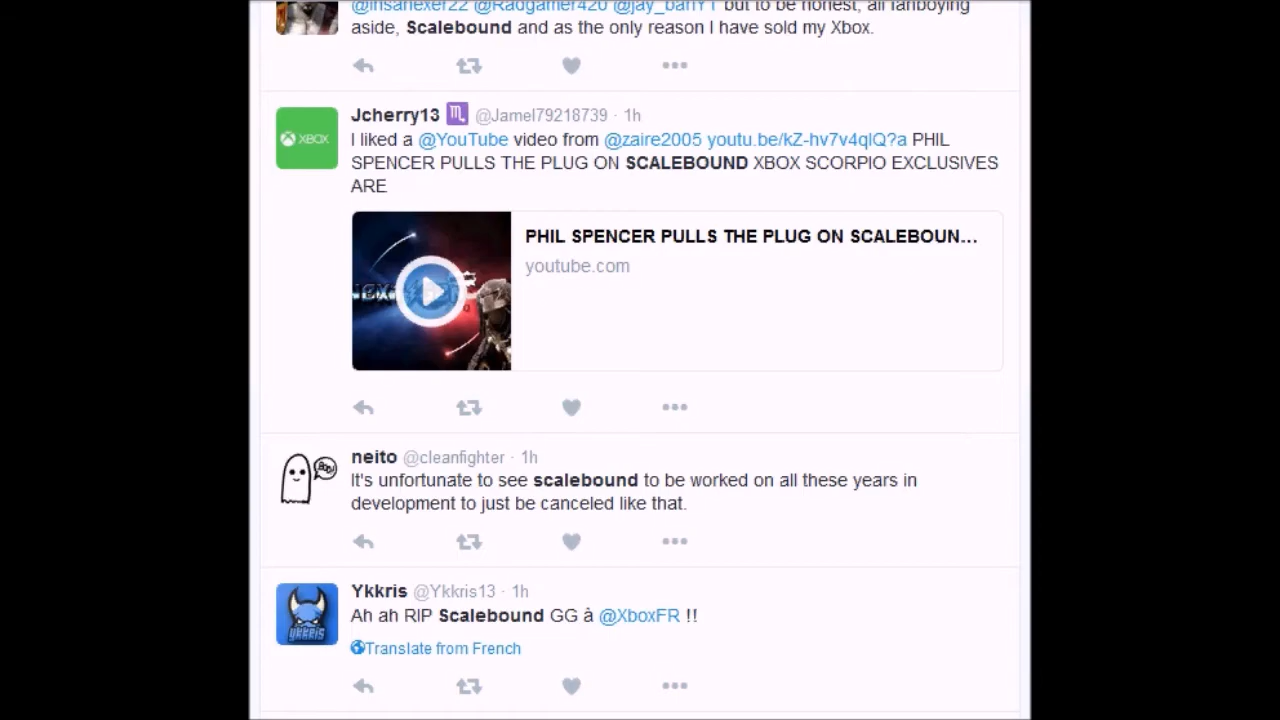 @insanexer22 @Radgamer420 but to be honest, all fanboying
aside, Scalebound and as the only reason I have sold my Xbox.
XBOX
Jcherry13 ♏ @Jamel79218739 · 1h
I liked a @YouTube video from @zaire2005 youtu.be/kZ-hv7v4qlQ?a PHIL
SPENCER PULLS THE PLUG ON SCALEBOUND XBOX SCORPIO EXCLUSIVES
ARE
PHIL SPENCER PULLS THE PLUG ON SCALEBOUN...
youtube.com
neito @cleanfighter · 1h
It's unfortunate to see scalebound to be worked on all these years in
development to just be canceled like that.
Ykkris @Ykkris13 · 1h
Ah ah RIP Scalebound GG à @XboxFR !!
YKKRIS
Translate from French